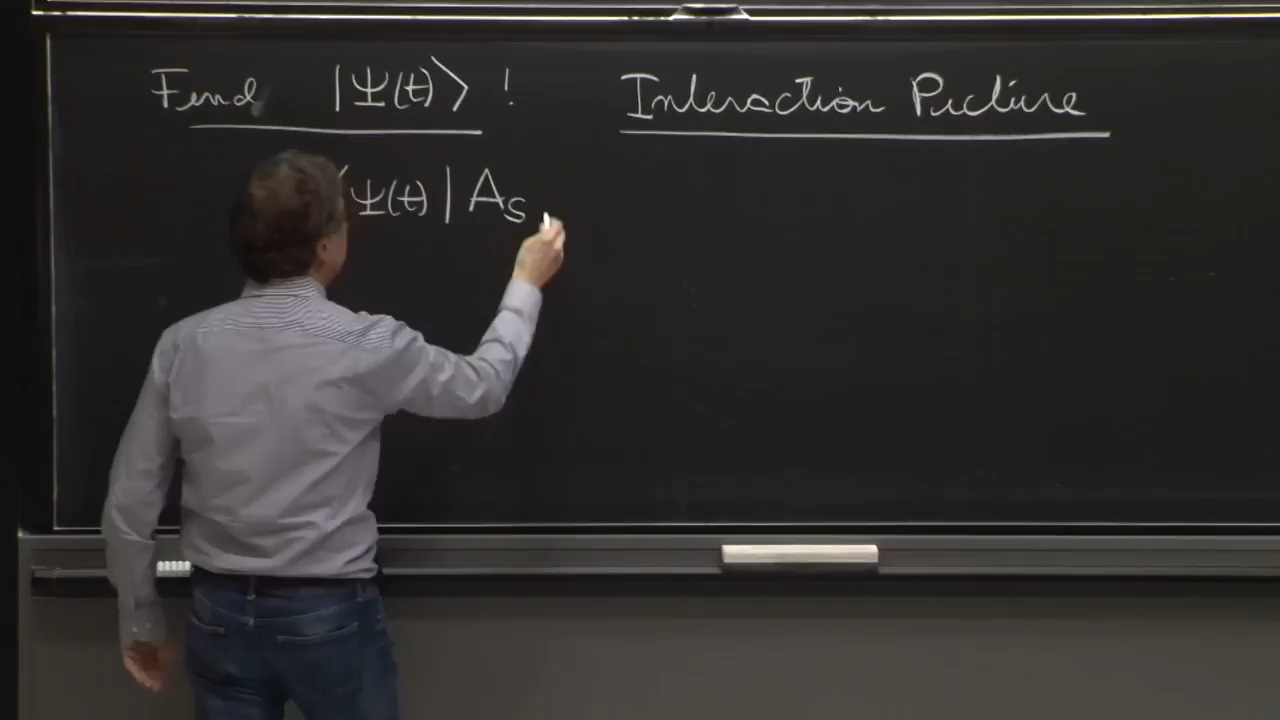 Find |Ψ(t)⟩ !
Interaction Picture
⟨Ψ(t)| A_S